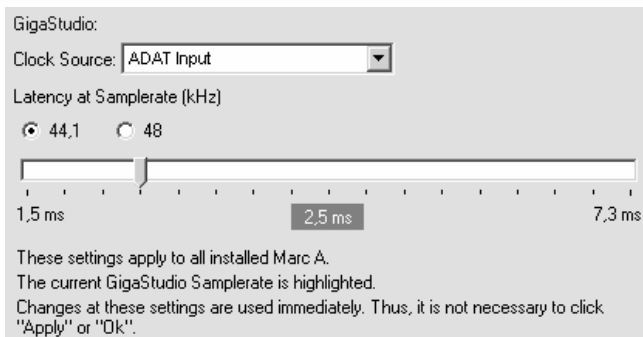 GigaStudio:
Clock Source: ADAT Input
Latency at Samplerate (kHz)
44,1 48
1,5 ms 2,5 ms 7,3 ms
These settings apply to all installed Marc A.
The current GigaStudio Samplerate is highlighted.
Changes at these settings are used immediately. Thus, it is not necessary to click
"Apply" or "Ok".